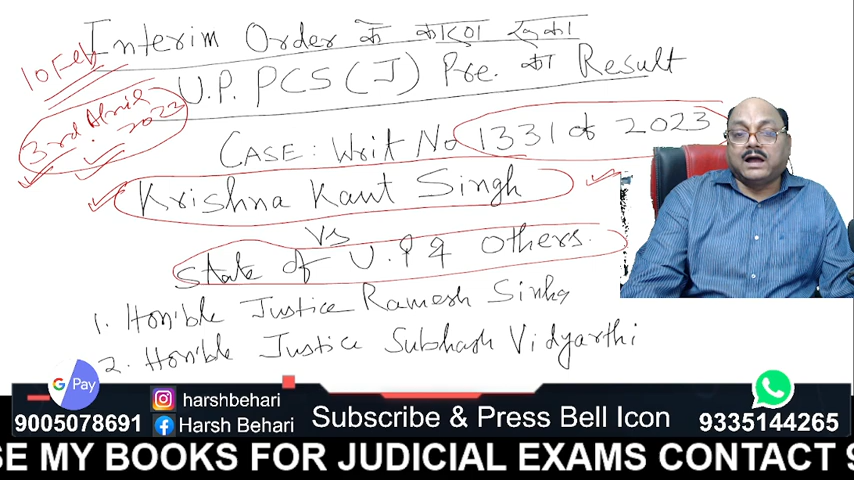 Interim Order के कारण रुका
10 Feb
U.P. PCS (J) Pre. का Result
3rd April 2023
CASE: Writ No 1331 of 2023
Krishna Kant Singh
Vs
State of U.P & Others.
1. Hon'ble Justice Ramesh Sinha
2. Hon'ble Justice Subhash Vidyarthi
G Pay
harshbehari
9005078691
Harsh Behari
Subscribe & Press Bell Icon
9335144265
SE MY BOOKS FOR JUDICIAL EXAMS CONTACT 9